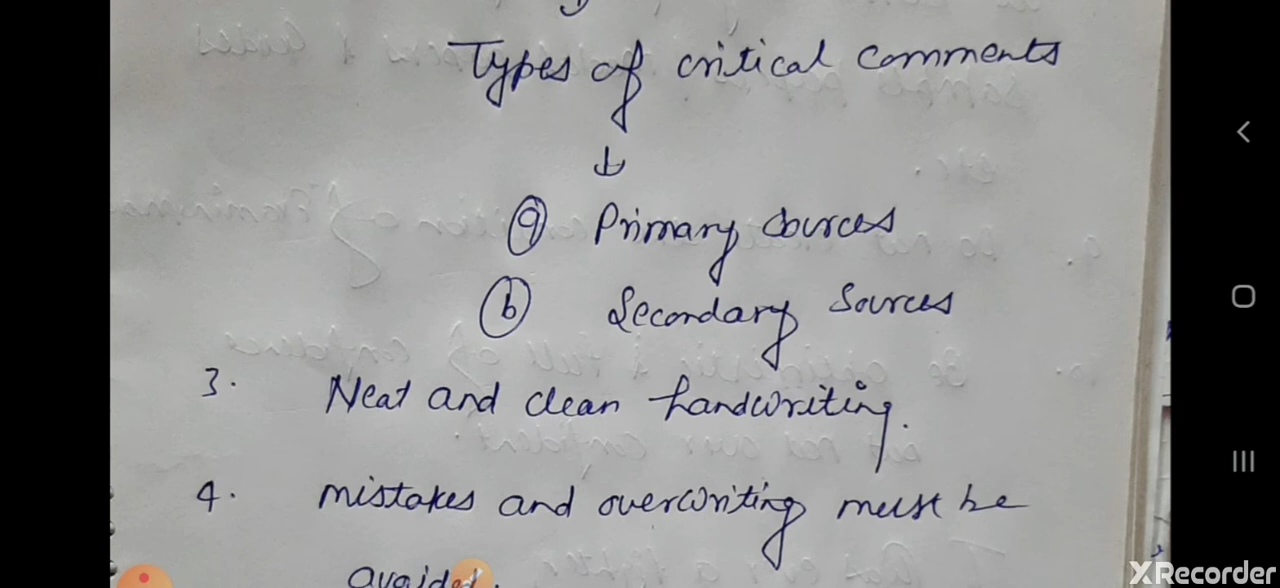 Types of critical comments
↓
(a) Primary sources
(b) Secondary Sources
3. Neat and clean handwriting.
4. mistakes and overwriting must be
avoided.
XRecorder